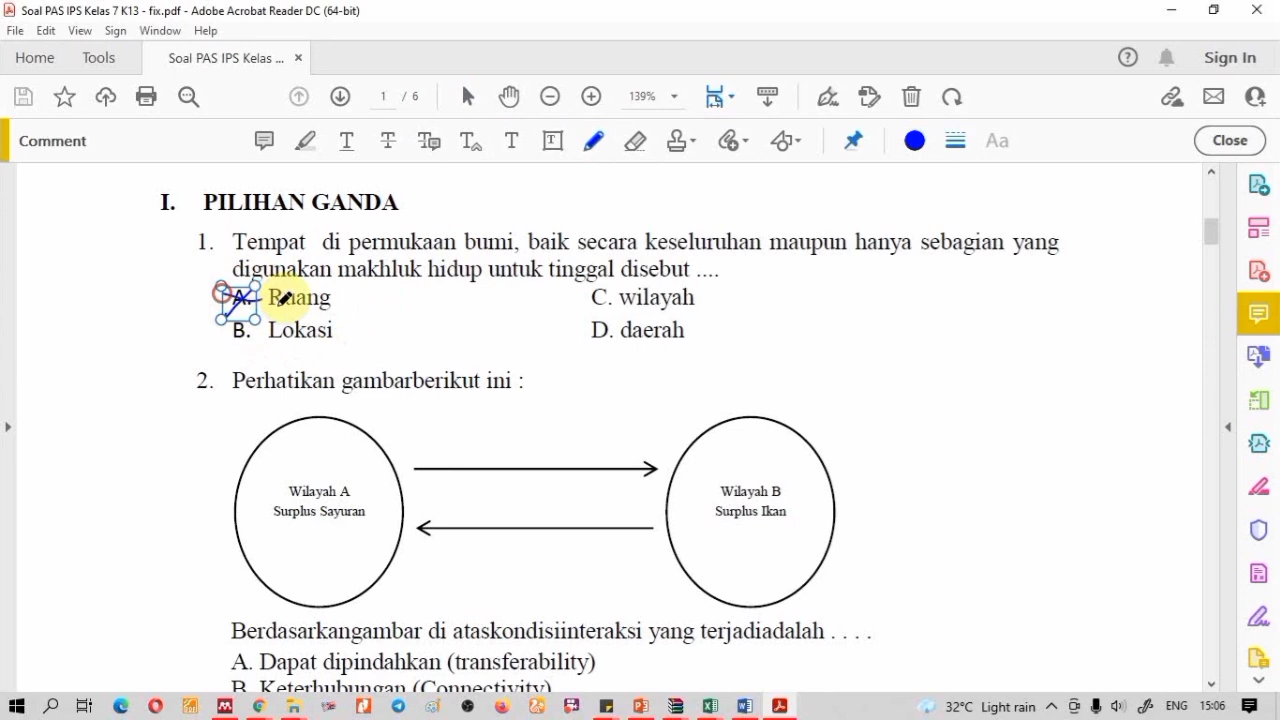 Soal PAS IPS Kelas 7 K13 - fix.pdf - Adobe Acrobat Reader DC (64-bit)
File Edit View Sign Window Help
Home Tools Soal PAS IPS Kelas ... × Sign In
1 / 6 139%
Comment Close
I. PILIHAN GANDA
1. Tempat di permukaan bumi, baik secara keseluruhan maupun hanya sebagian yang
digunakan makhluk hidup untuk tinggal disebut ....
A. Ruang C. wilayah
B. Lokasi D. daerah
2. Perhatikan gambarberikut ini :
Wilayah A
Surplus Sayuran
Wilayah B
Surplus Ikan
Berdasarkangambar di ataskondisiinteraksi yang terjadiadalah . . . .
A. Dapat dipindahkan (transferability)
B. Keterhubungan (Connectivity)
32°C Light rain ENG 15:06